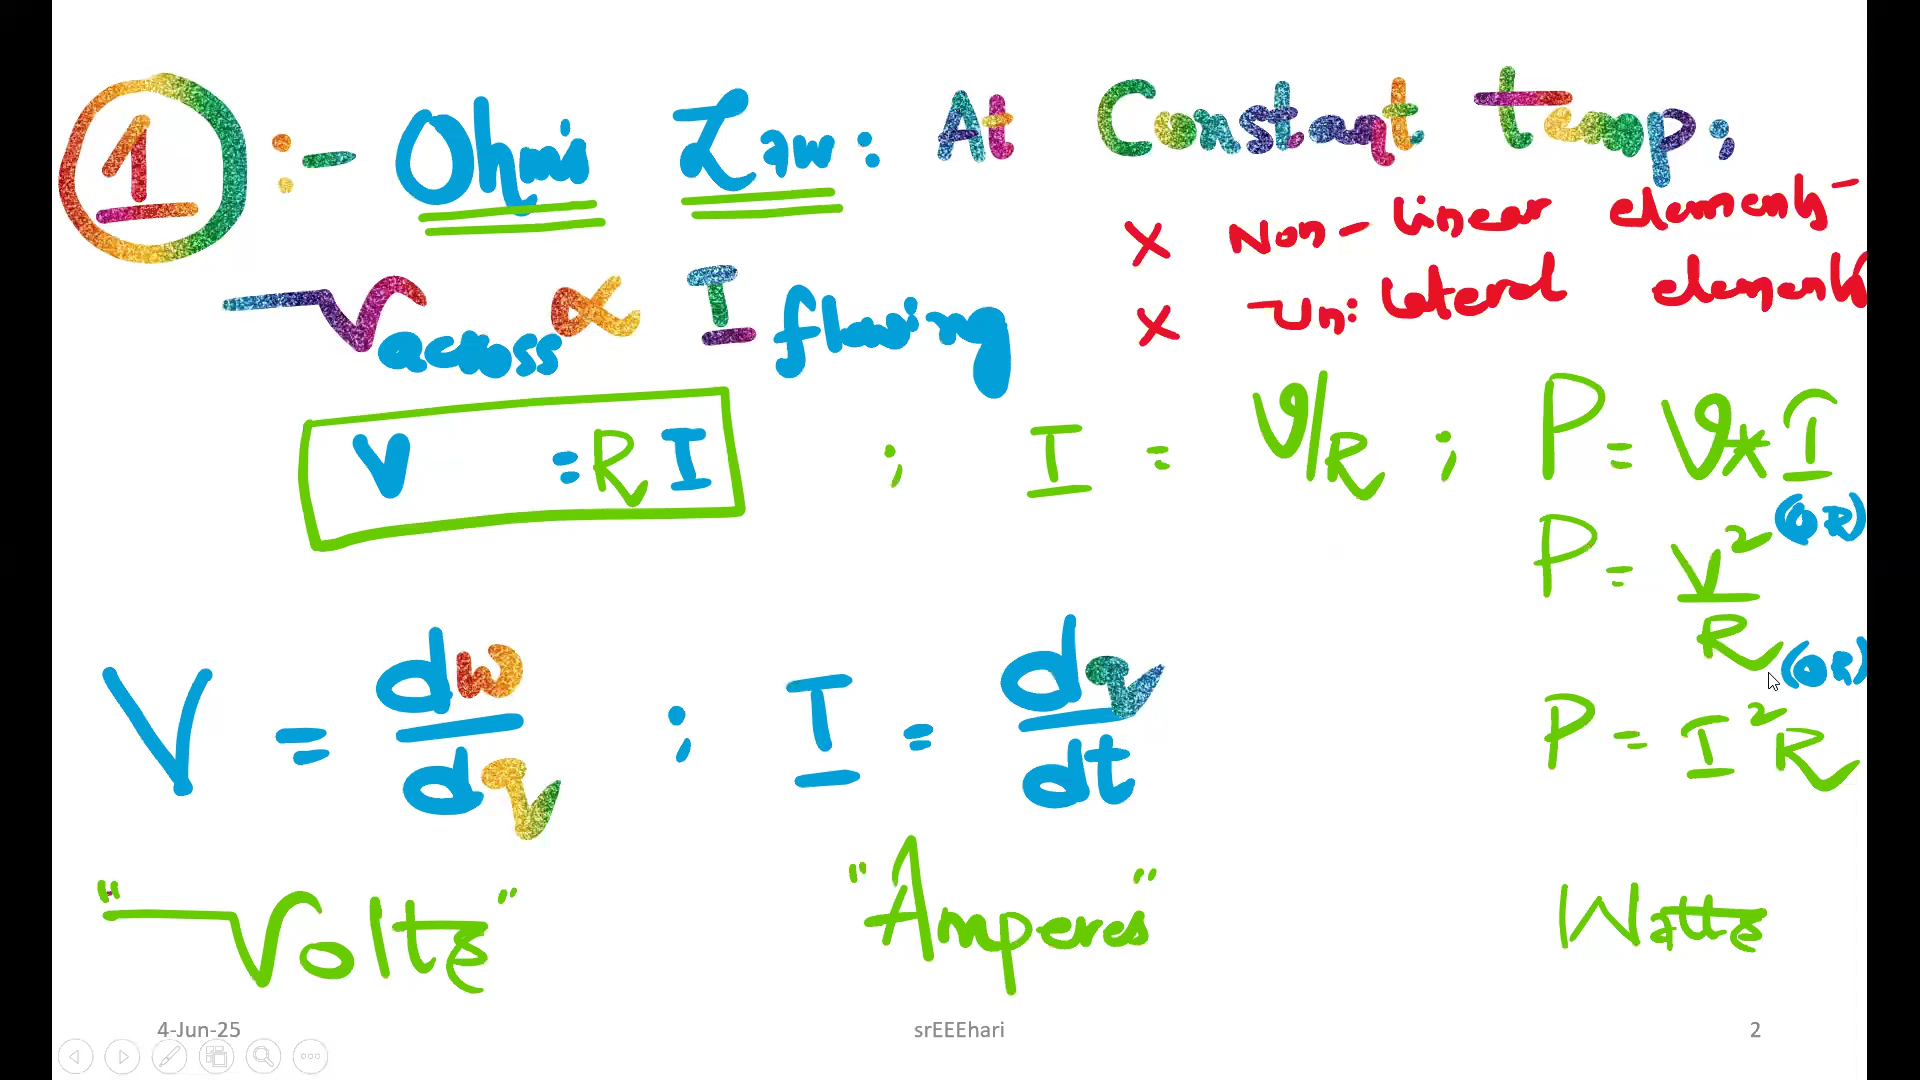 1 :- Ohm's Law: At Constant temp;
V across ∝ I flowing
x Non-linear elements-
x Uni lateral elements
V = R I ; I = V/R ; P = V*I
(OR)
P = V²/R
(OR)
P = I²R
V = dw/dq ; I = dq/dt
"Volts" "Amperes" Watts
4-Jun-25 srEEEhari 2